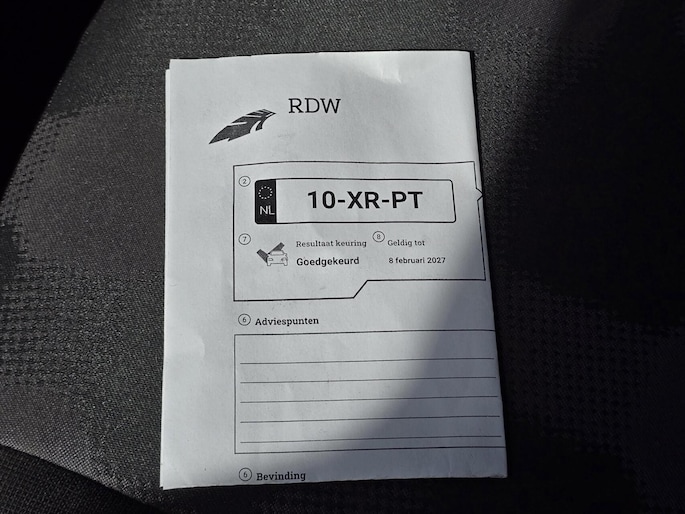 RDW
2
NL
10-XR-PT
7 Resultaat keuring 8 Geldig tot
Goedgekeurd 8 februari 2027
6 Adviespunten
5 Bevinding